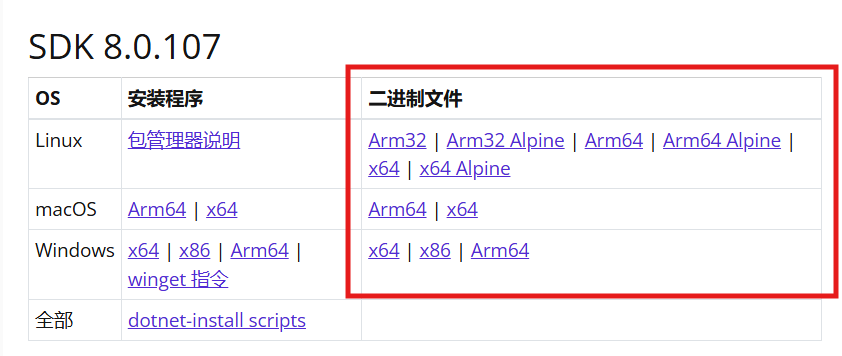 SDK 8.0.107
OS 安装程序 二进制文件
Linux 包管理器说明 Arm32 | Arm32 Alpine | Arm64 | Arm64 Alpine |
x64 | x64 Alpine
macOS Arm64 | x64 Arm64 | x64
Windows x64 | x86 | Arm64 | x64 | x86 | Arm64
winget 指令
全部 dotnet-install scripts